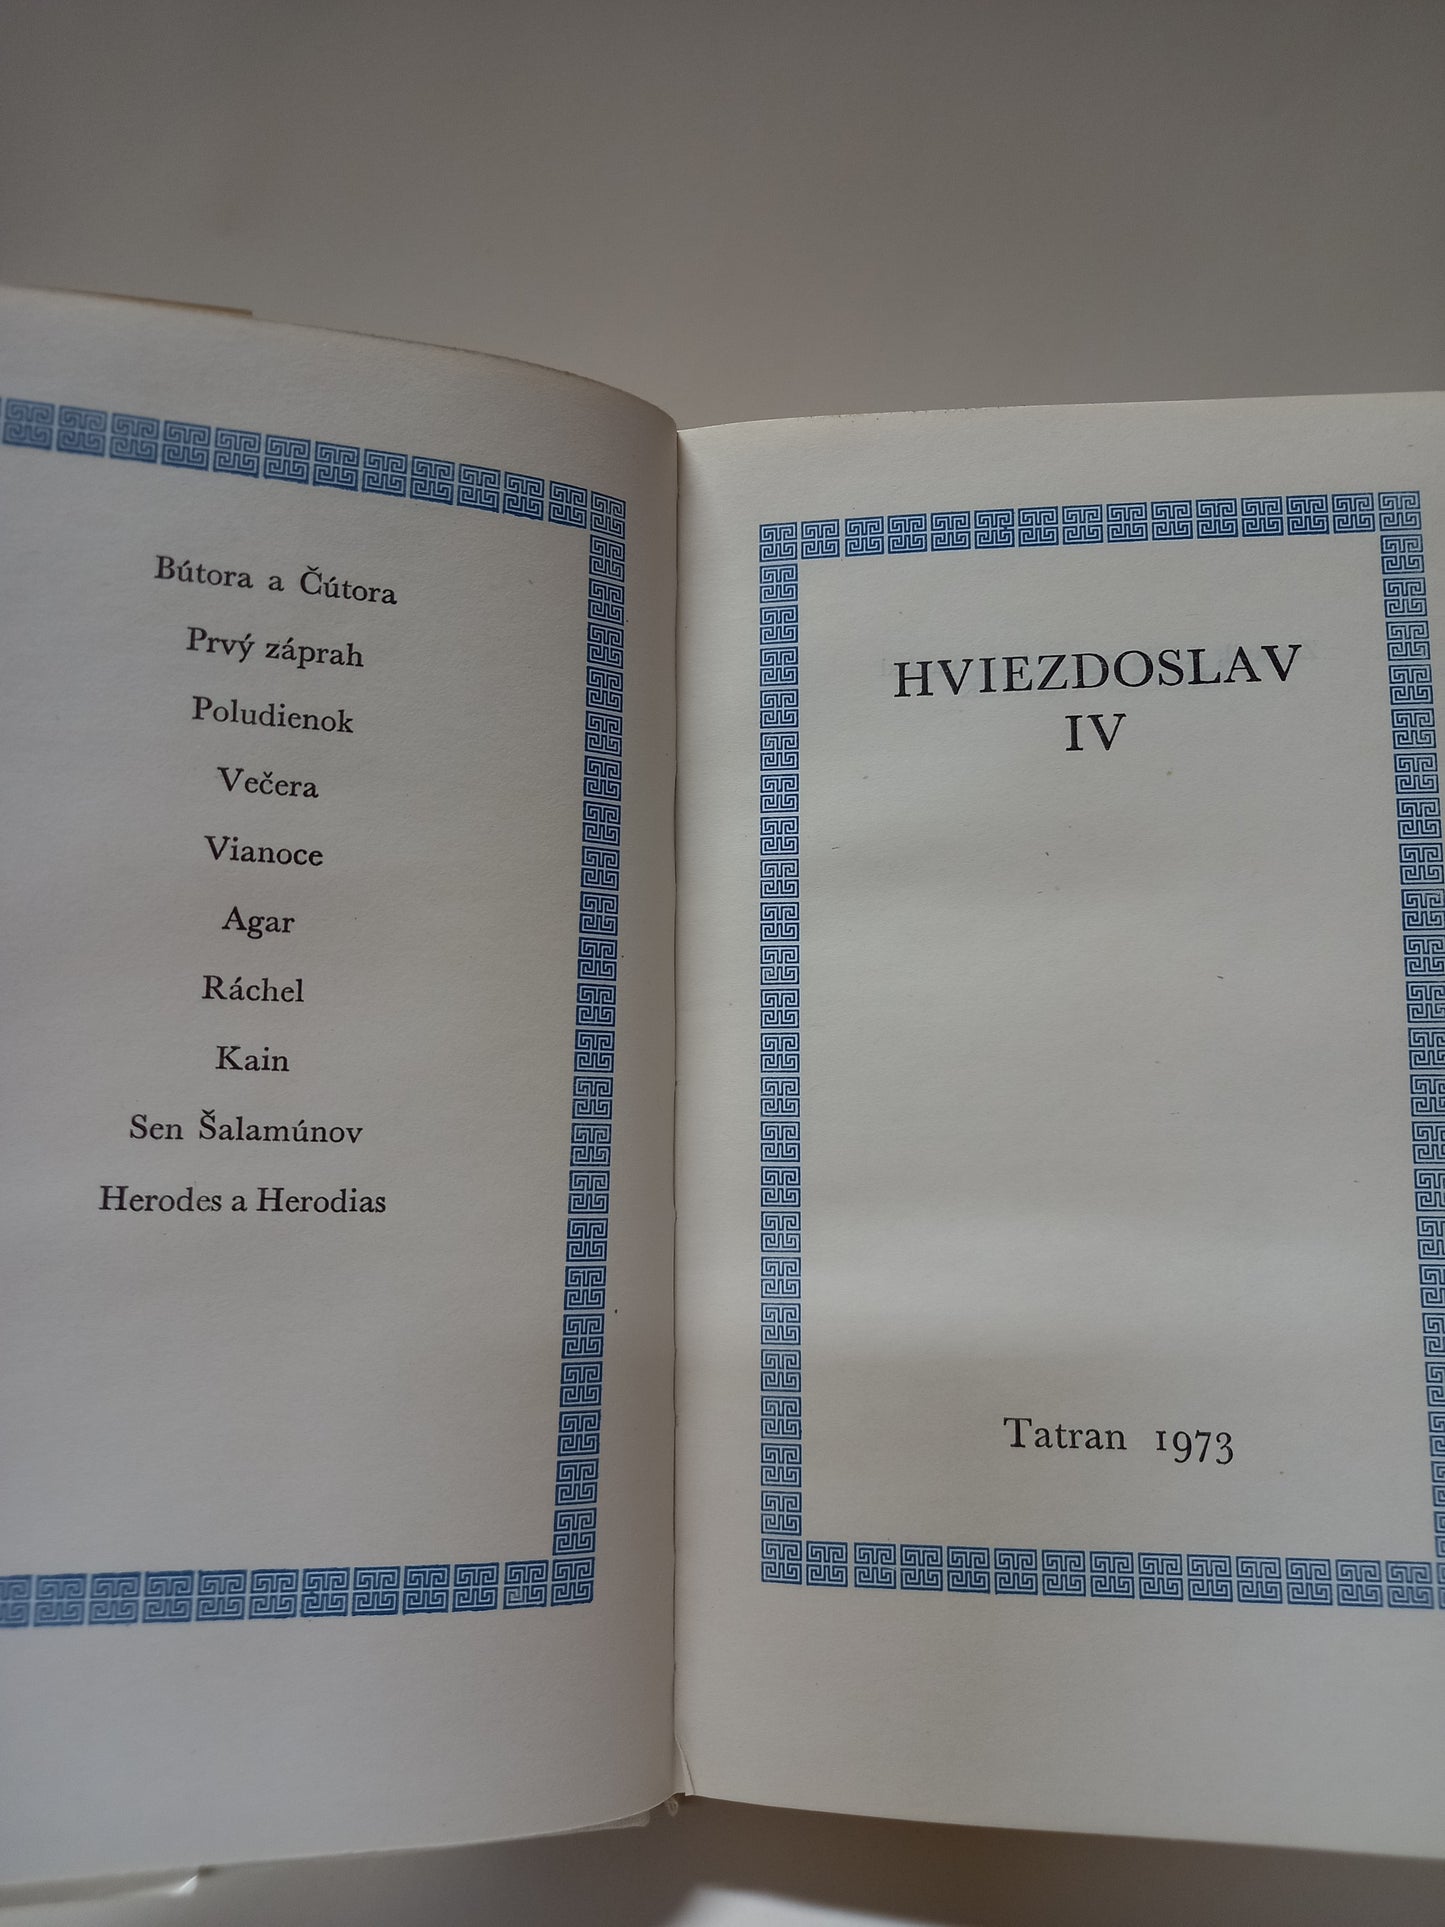 Bútora a Čútora
Prvý záprah
Poludienok
Večera
Vianoce
Agar
Ráchel
Kain
Sen Šalamúnov
Herodes a Herodias
HVIEZDOSLAV
IV
Tatran 1973